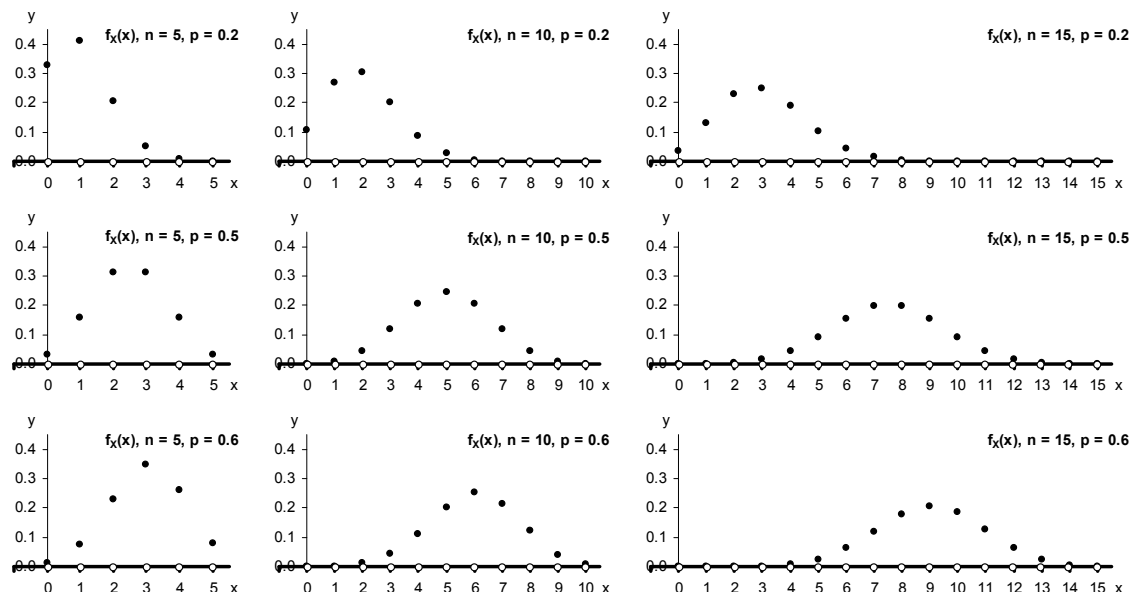 y
f_X(x), n = 5, p = 0.2
0.4
0.3
0.2
0.1
0.0
0 1 2 3 4 5 x
y
f_X(x), n = 10, p = 0.2
0.4
0.3
0.2
0.1
0.0
0 1 2 3 4 5 6 7 8 9 10 x
y
f_X(x), n = 15, p = 0.2
0.4
0.3
0.2
0.1
0.0
0 1 2 3 4 5 6 7 8 9 10 11 12 13 14 15 x
y
f_X(x), n = 5, p = 0.5
0.4
0.3
0.2
0.1
0.0
0 1 2 3 4 5 x
y
f_X(x), n = 10, p = 0.5
0.4
0.3
0.2
0.1
0.0
0 1 2 3 4 5 6 7 8 9 10 x
y
f_X(x), n = 15, p = 0.5
0.4
0.3
0.2
0.1
0.0
0 1 2 3 4 5 6 7 8 9 10 11 12 13 14 15 x
y
f_X(x), n = 5, p = 0.6
0.4
0.3
0.2
0.1
0.0
0 1 2 3 4 5 x
y
f_X(x), n = 10, p = 0.6
0.4
0.3
0.2
0.1
0.0
0 1 2 3 4 5 6 7 8 9 10 x
y
f_X(x), n = 15, p = 0.6
0.4
0.3
0.2
0.1
0.0
0 1 2 3 4 5 6 7 8 9 10 11 12 13 14 15 x